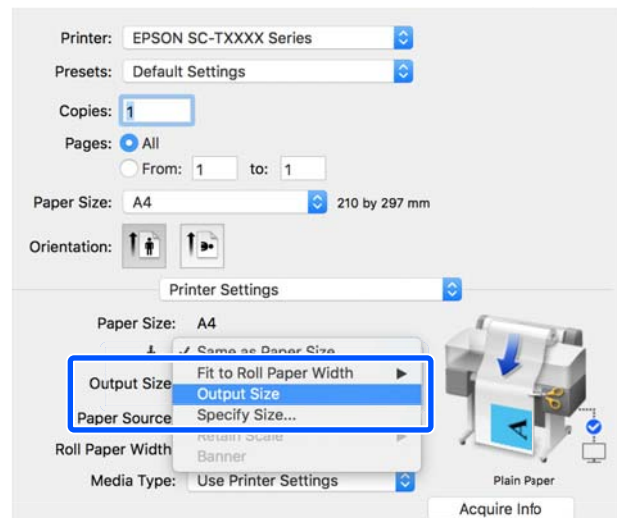 Printer: EPSON SC-TXXXX Series
Presets: Default Settings
Copies: 1
Pages: All
From: 1 to: 1
Paper Size: A4 210 by 297 mm
Orientation:
Printer Settings
Paper Size: A4
✓ Same as Paper Size
Fit to Roll Paper Width ▶
Output Size Output Size
Paper Source Specify Size...
Retain Scale ▶
Roll Paper Width Banner
Media Type: Use Printer Settings
Plain Paper
Acquire Info